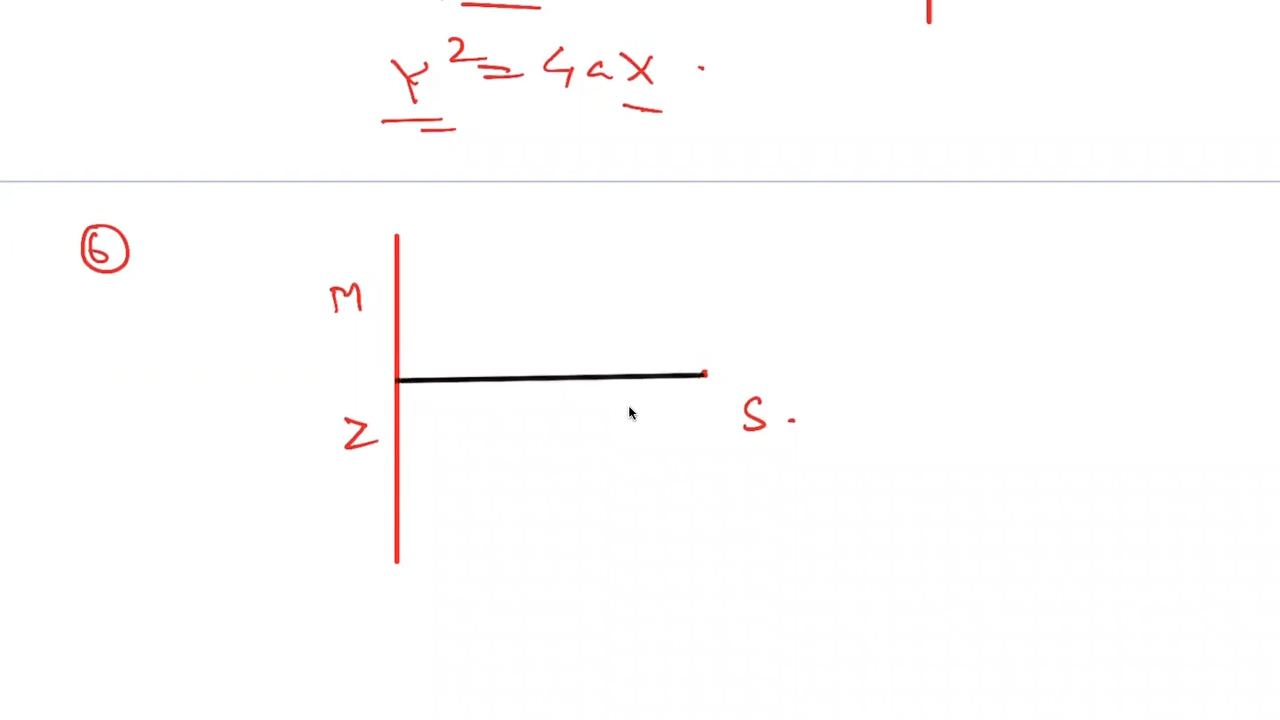 Y² = 4aX.
⑥
M
Z
S.